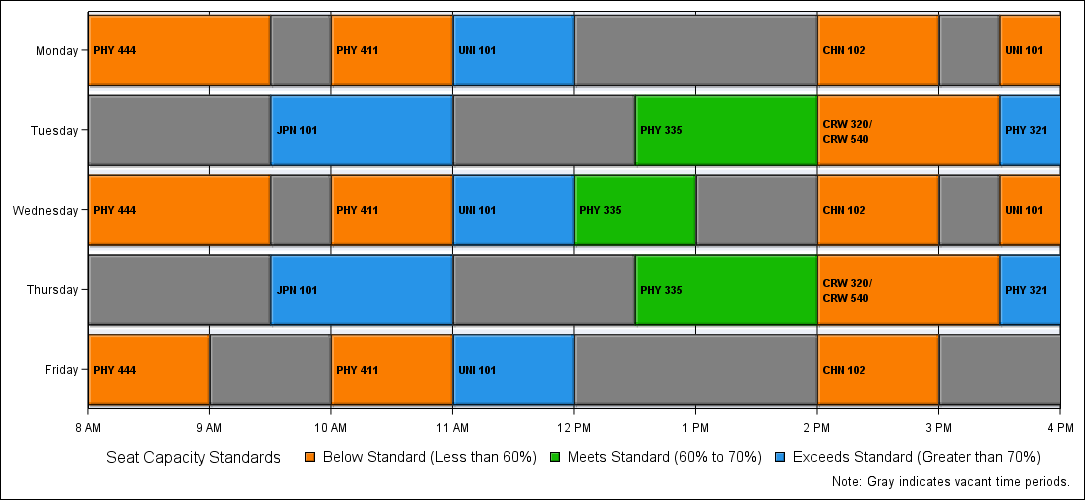 Monday
PHY 444
PHY 411
UNI 101
CHN 102
UNI 101
Tuesday
JPN 101
PHY 335
CRW 320/
CRW 540
PHY 321
Wednesday
PHY 444
PHY 411
UNI 101
PHY 335
CHN 102
UNI 101
Thursday
JPN 101
PHY 335
CRW 320/
CRW 540
PHY 321
Friday
PHY 444
PHY 411
UNI 101
CHN 102
8 AM 9 AM 10 AM 11 AM 12 PM 1 PM 2 PM 3 PM 4 PM
Seat Capacity Standards Below Standard (Less than 60%) Meets Standard (60% to 70%) Exceeds Standard (Greater than 70%)
Note: Gray indicates vacant time periods.